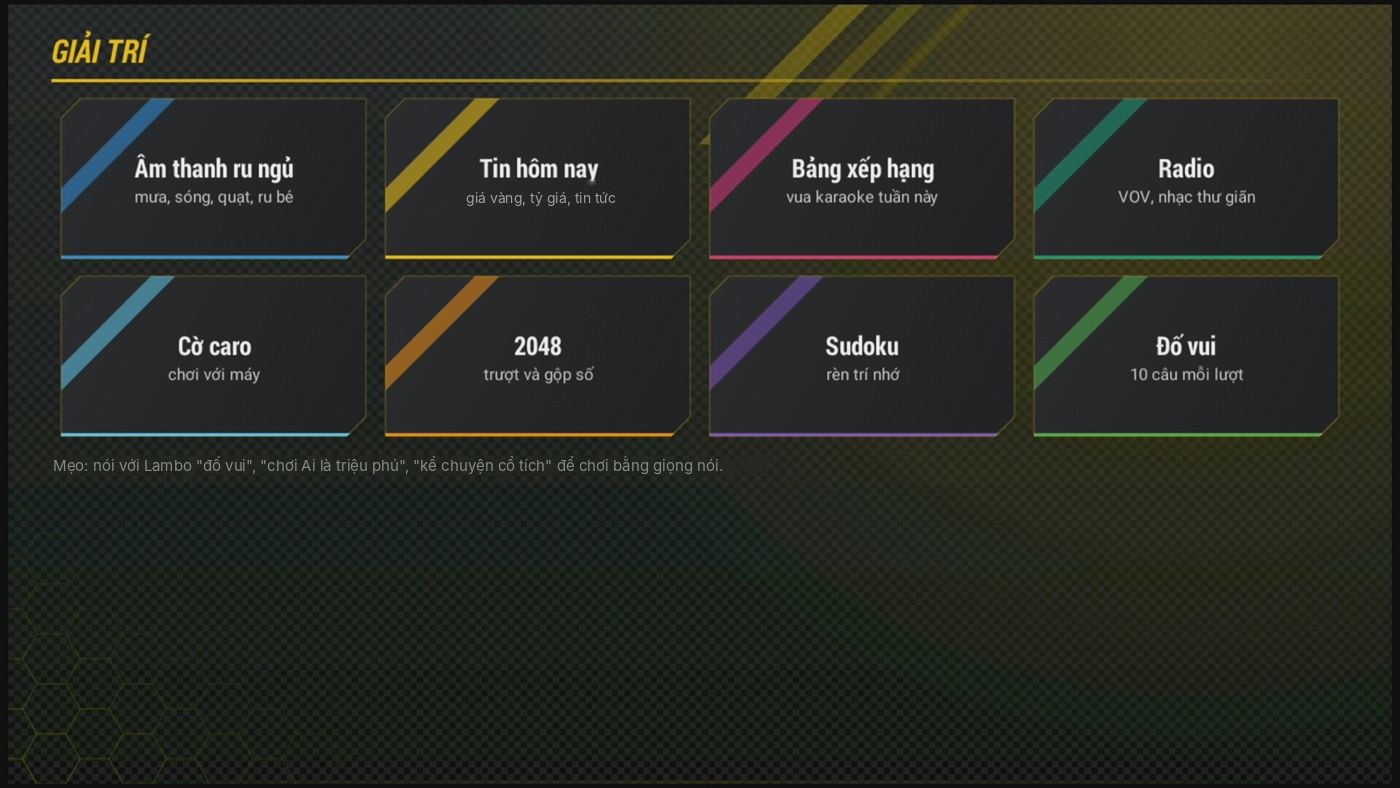 GIẢI TRÍ
Âm thanh ru ngủ
mưa, sóng, quạt, ru bé
Tin hôm nay
giá vàng, tỷ giá, tin tức
Bảng xếp hạng
vua karaoke tuần này
Radio
VOV, nhạc thư giãn
Cờ caro
chơi với máy
2048
trượt và gộp số
Sudoku
rèn trí nhớ
Đố vui
10 câu mỗi lượt
Mẹo: nói với Lambo "đố vui", "chơi Ai là triệu phú", "kể chuyện cổ tích" để chơi bằng giọng nói.